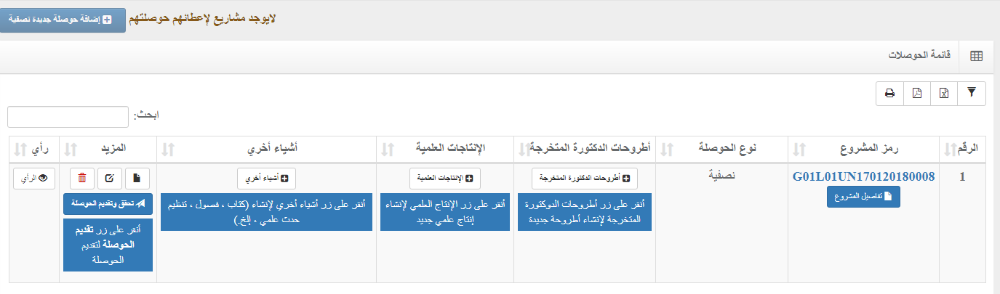 لايوجد مشاريع لإعطائهم حوصلتهم
إضافة حوصلة جديدة نصفية
قائمة الحوصلات
ابحث:
الرقم
رمز المشروع
نوع الحوصلة
أطروحات الدكتورة المتخرجة
الإنتاجات العلمية
أشياء أخري
المزيد
رأي
1
G01L01UN170120180008
تفاصيل المشروع
نصفية
أطروحات الدكتورة المتخرجة
أنقر على زر أطروحات الدوكتورة
المتخرجة لإنشاء أطروحة جديدة
الإنتاجات العلمية
أنقر على زر الإنتاج العلمي لإنشاء
إنتاج علمي جديد
أشياء أخري
أنقر على زر أشياء أخري لإنشاء (كتاب ، فصول ، تنظيم
حدث علمي ، إلخ.)
تحقق وتقديم الحوصلة
أنقر على زر تقديم
الحوصلة لتقديم
الحوصلة
الرأي